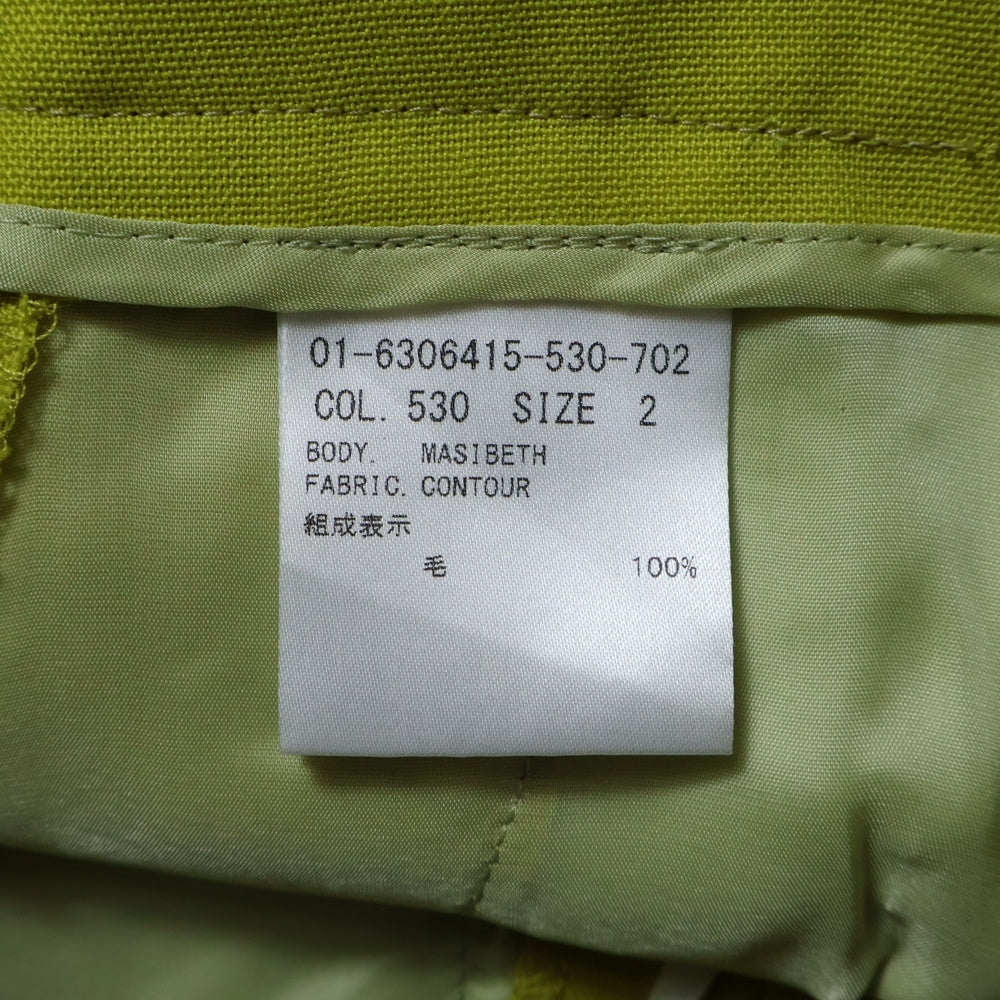 01-6306415-530-702
COL. 530 SIZE 2
BODY. MASIBETH
FABRIC. CONTOUR
組成表示
毛 100%